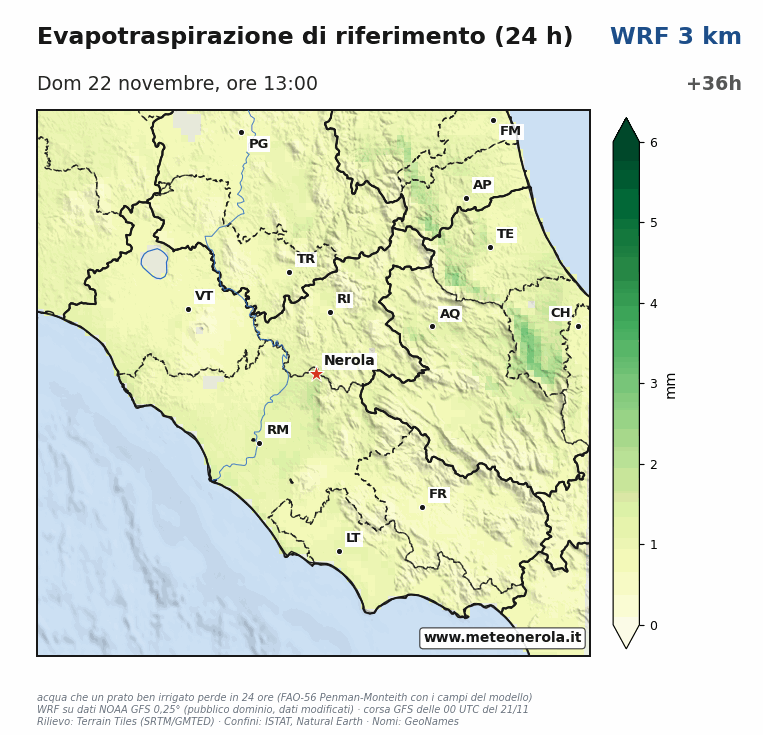 Evapotraspirazione di riferimento (24 h) WRF 3 km
Dom 22 novembre, ore 13:00 +36h
FM
PG
AP
TE
TR
VT
RI
AQ
CH
Nerola
RM
FR
LT
www.meteonerola.it
6
5
4
3
2
1
0
mm
acqua che un prato ben irrigato perde in 24 ore (FAO-56 Penman-Monteith con i campi del modello)
WRF su dati NOAA GFS 0,25° (pubblico dominio, dati modificati) · corsa GFS delle 00 UTC del 21/11
Rilievo: Terrain Tiles (SRTM/GMTED) · Confini: ISTAT, Natural Earth · Nomi: GeoNames